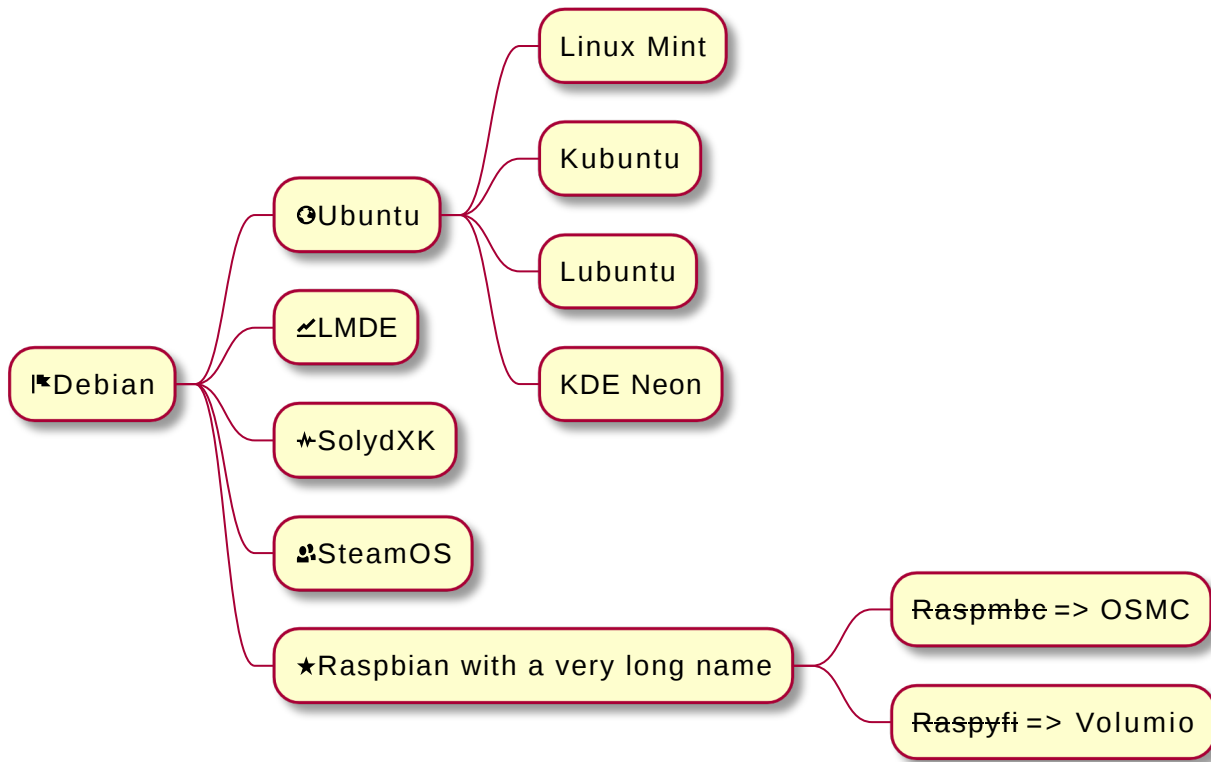 Linux Mint
Kubuntu
Ubuntu
Lubuntu
LMDE
Debian
KDE Neon
SolydXK
SteamOS
Raspmbc => OSMC
Raspbian with a very long name
Raspyfi => Volumio